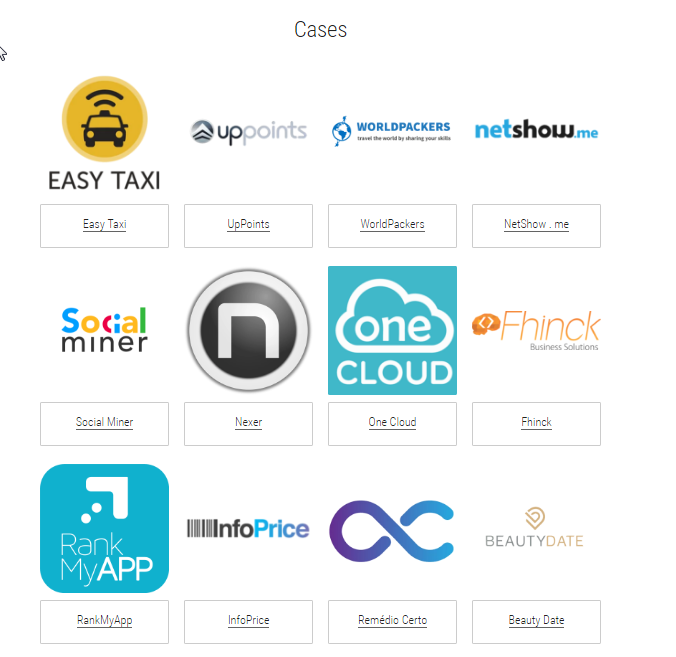 Cases
EASY TAXI
uppoints
WORLDPACKERS
travel the world by sharing your skills
netshow.me
Easy Taxi
UpPoints
WorldPackers
NetShow . me
Social
miner
n
one
CLOUD
Fhinck
Business Solutions
Social Miner
Nexer
One Cloud
Fhinck
Rank
MyAPP
InfoPrice
BEAUTYDATE
RankMyApp
InfoPrice
Remédio Certo
Beauty Date